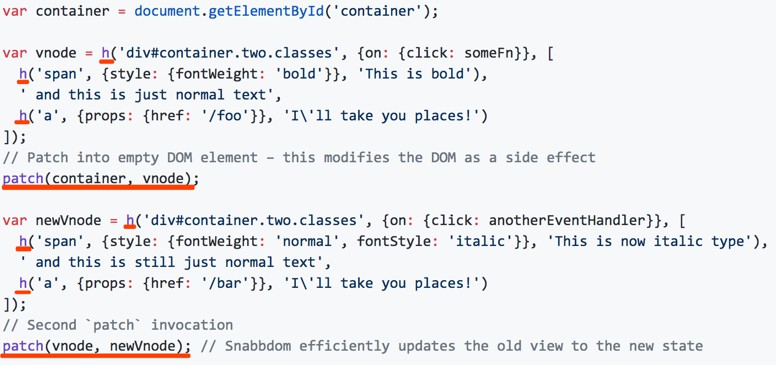 var container = document.getElementById('container');
var vnode = h('div#container.two.classes', {on: {click: someFn}}, [
  h('span', {style: {fontWeight: 'bold'}}, 'This is bold'),
  ' and this is just normal text',
  h('a', {props: {href: '/foo'}}, 'I\'ll take you places!')
]);
// Patch into empty DOM element – this modifies the DOM as a side effect
patch(container, vnode);
var newVnode = h('div#container.two.classes', {on: {click: anotherEventHandler}}, [
  h('span', {style: {fontWeight: 'normal', fontStyle: 'italic'}}, 'This is now italic type'),
  ' and this is still just normal text',
  h('a', {props: {href: '/bar'}}, 'I\'ll take you places!')
]);
// Second `patch` invocation
patch(vnode, newVnode); // Snabbdom efficiently updates the old view to the new state